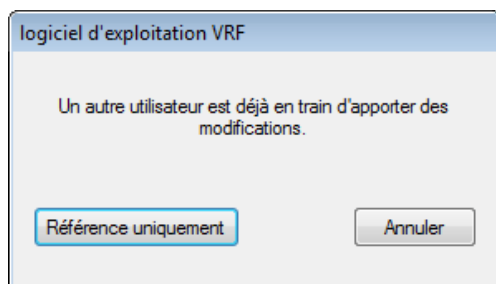 logiciel d'exploitation VRF
Un autre utilisateur est déjà en train d'apporter des
modifications.
Référence uniquement
Annuler